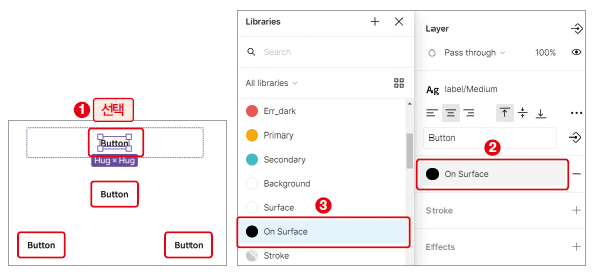 1 선택
Button
Hug × Hug
Button
Button
Button
Libraries
Search
All libraries
Err_dark
Primary
Secondary
Background
Surface
3
On Surface
Stroke
Layer
Pass through 100%
Ag label/Medium
Button
2
On Surface
Stroke
Effects